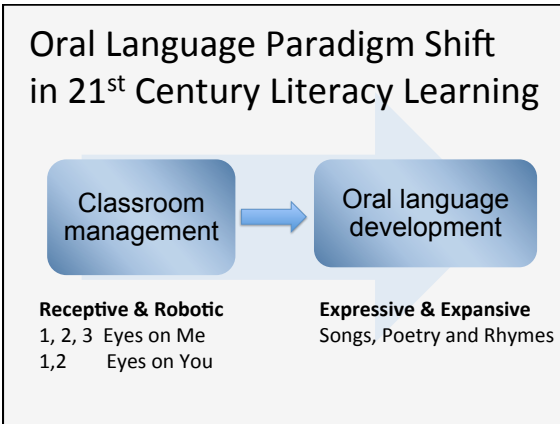 Oral Language Paradigm Shift
in 21st Century Literacy Learning
Classroom
management
Oral language
development
Receptive & Robotic
1, 2, 3 Eyes on Me
1,2 Eyes on You
Expressive & Expansive
Songs, Poetry and Rhymes